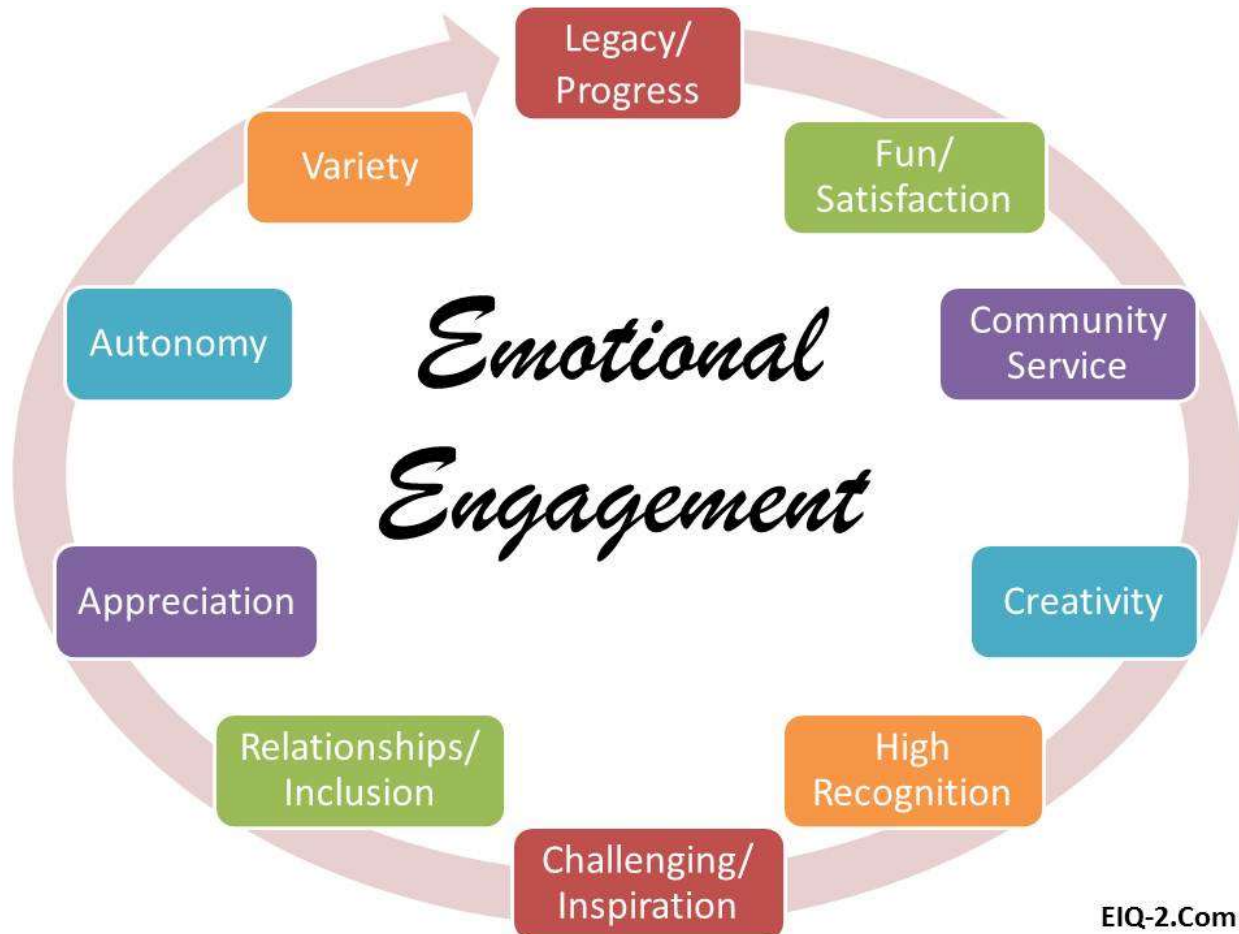 Legacy/
Progress
Fun/
Satisfaction
Community
Service
Creativity
High
Recognition
Challenging/
Inspiration
Relationships/
Inclusion
Appreciation
Autonomy
Variety
Emotional
Engagement
EIQ-2.Com